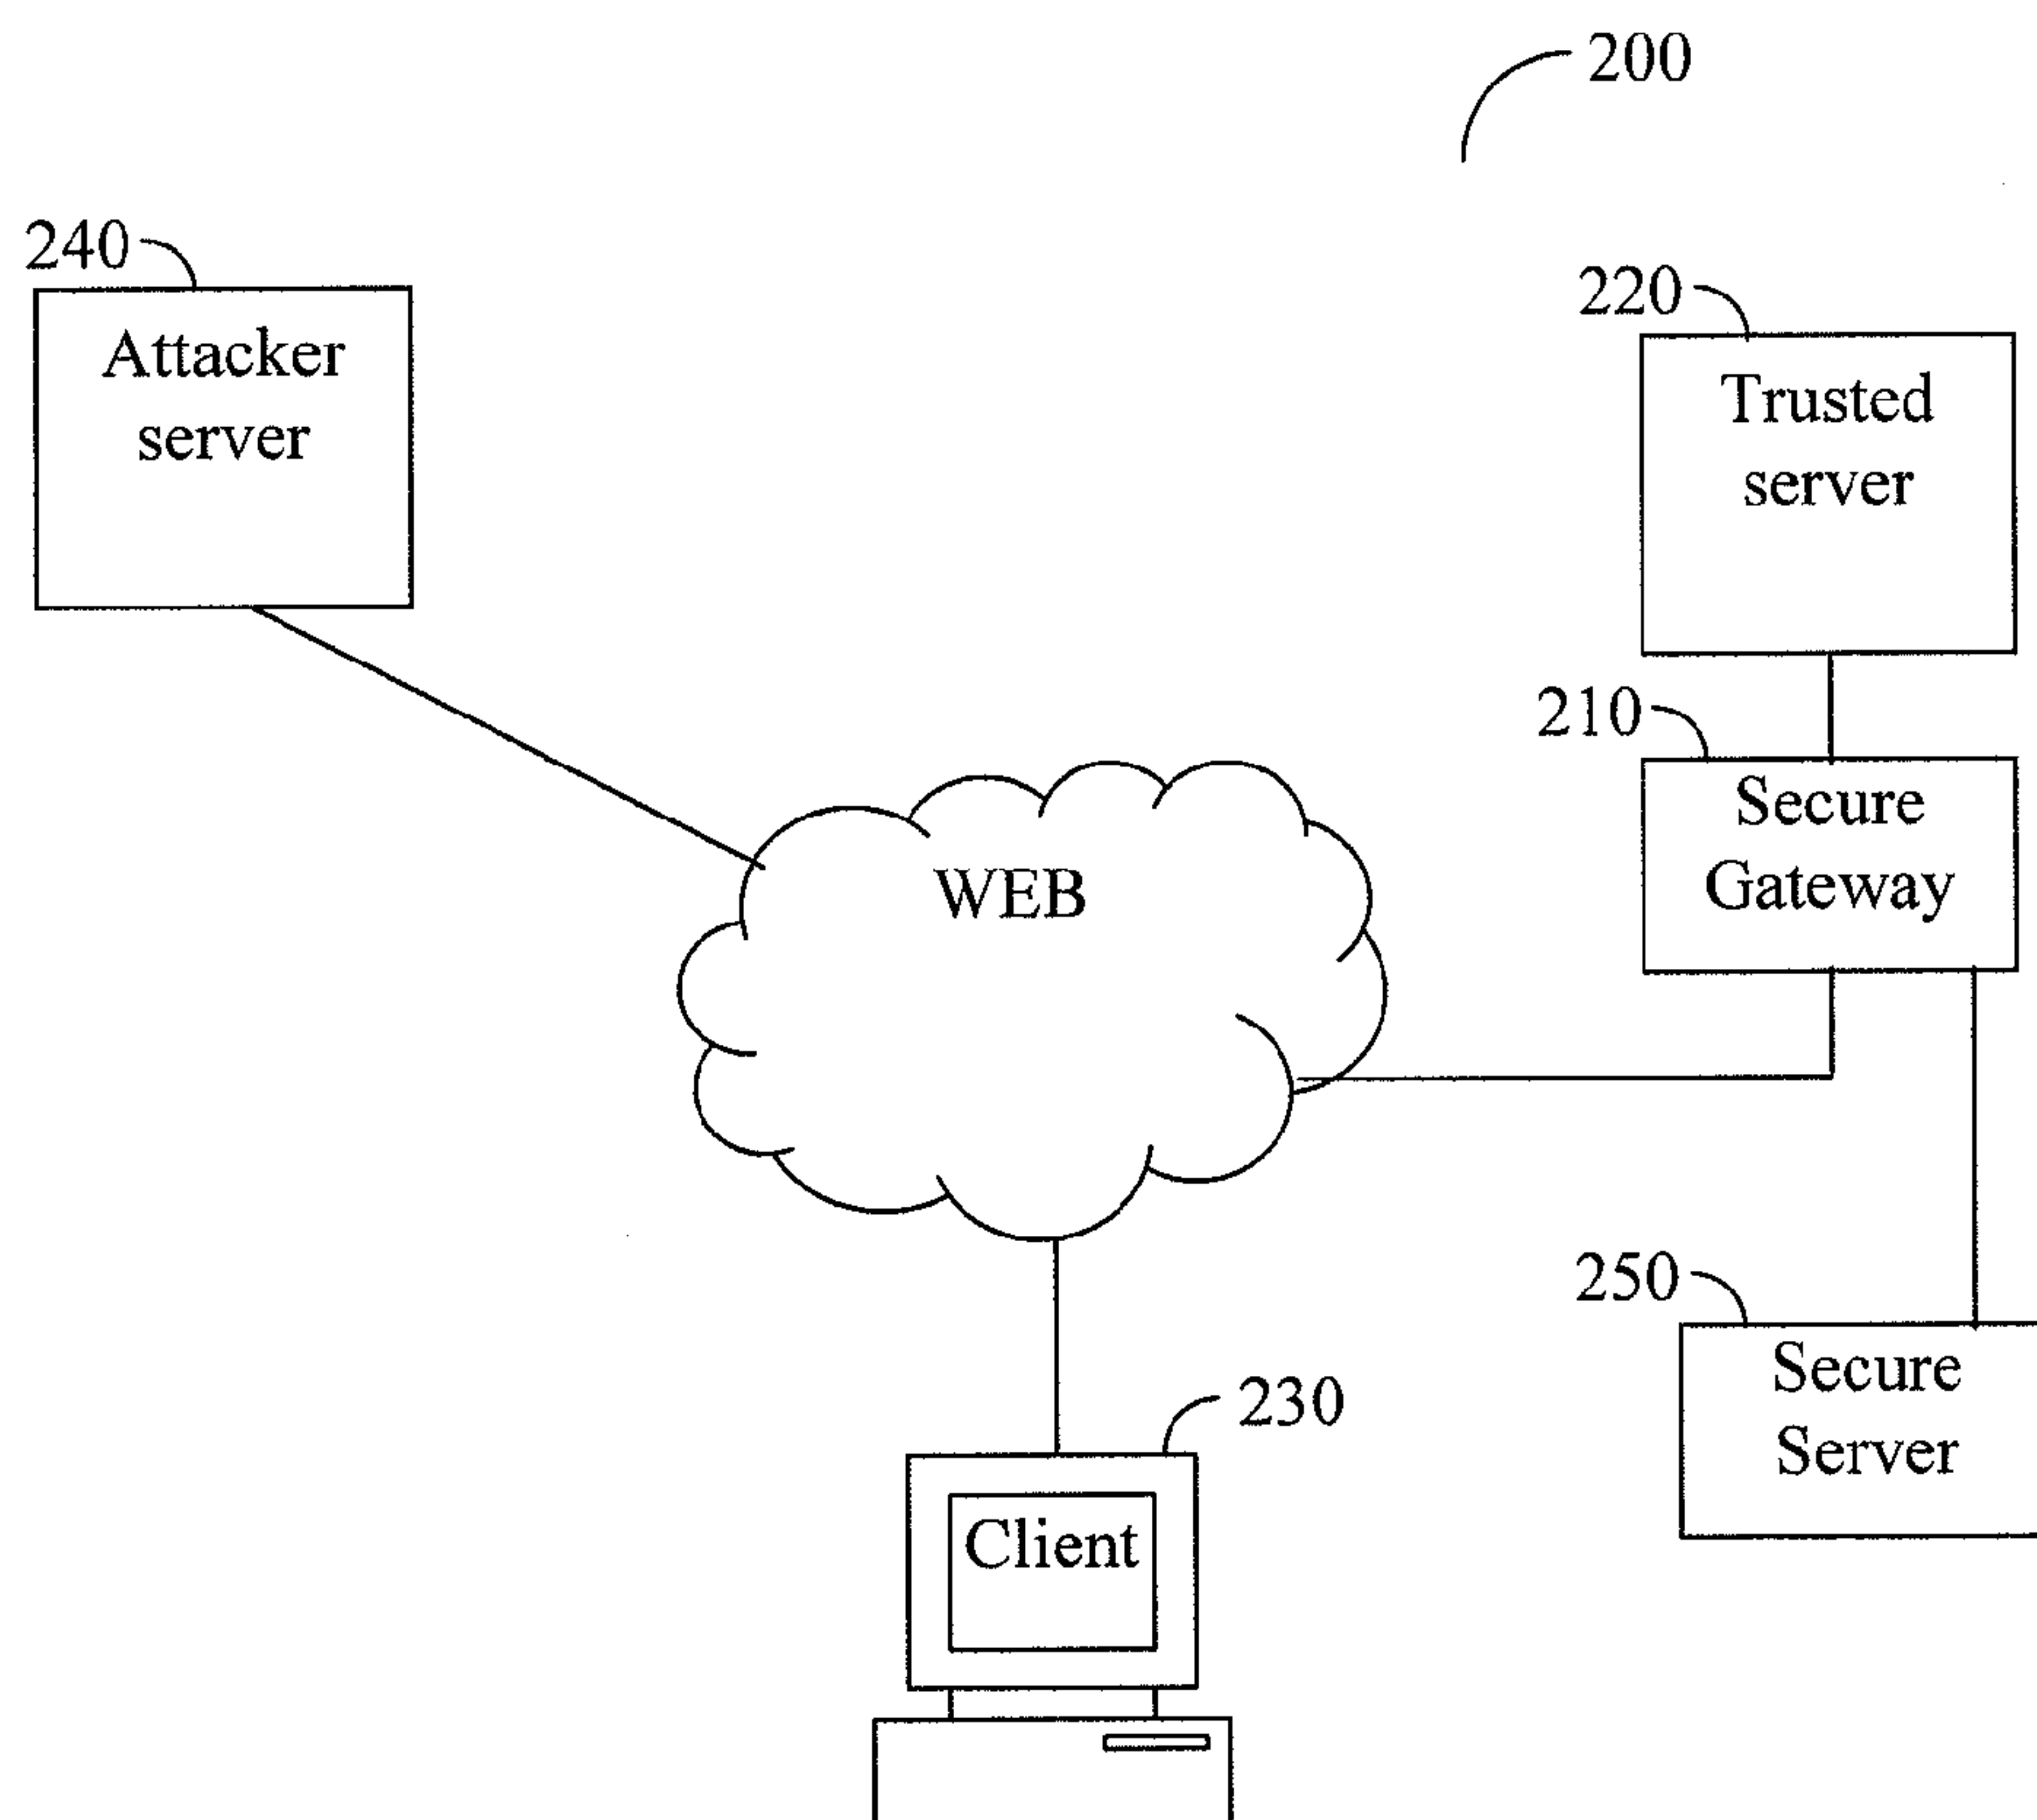 200
240
Attacker
server
220
Trusted
server
210
Secure
Gateway
WEB
250
Secure
Server
230
Client